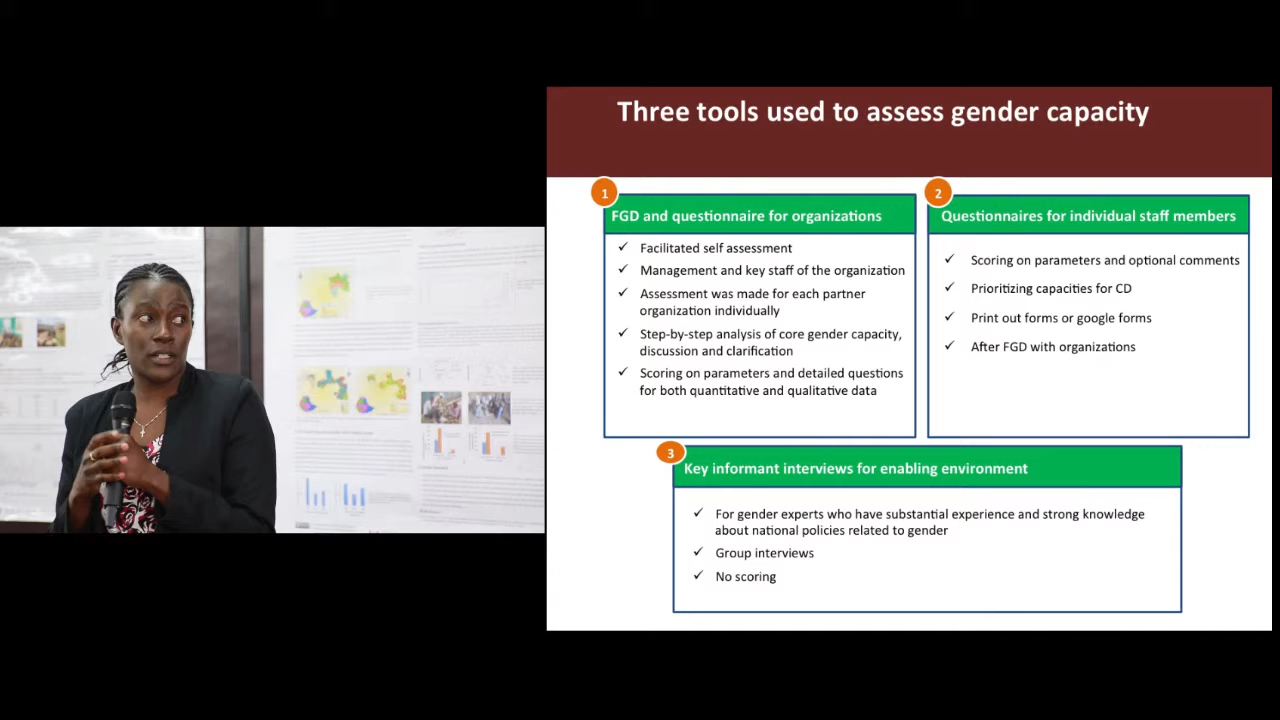 Three tools used to assess gender capacity
1
FGD and questionnaire for organizations
✓ Facilitated self assessment
✓ Management and key staff of the organization
✓ Assessment was made for each partner
organization individually
✓ Step-by-step analysis of core gender capacity,
discussion and clarification
✓ Scoring on parameters and detailed questions
for both quantitative and qualitative data
2
Questionnaires for individual staff members
✓ Scoring on parameters and optional comments
✓ Prioritizing capacities for CD
✓ Print out forms or google forms
✓ After FGD with organizations
3
Key informant interviews for enabling environment
✓ For gender experts who have substantial experience and strong knowledge
about national policies related to gender
✓ Group interviews
✓ No scoring